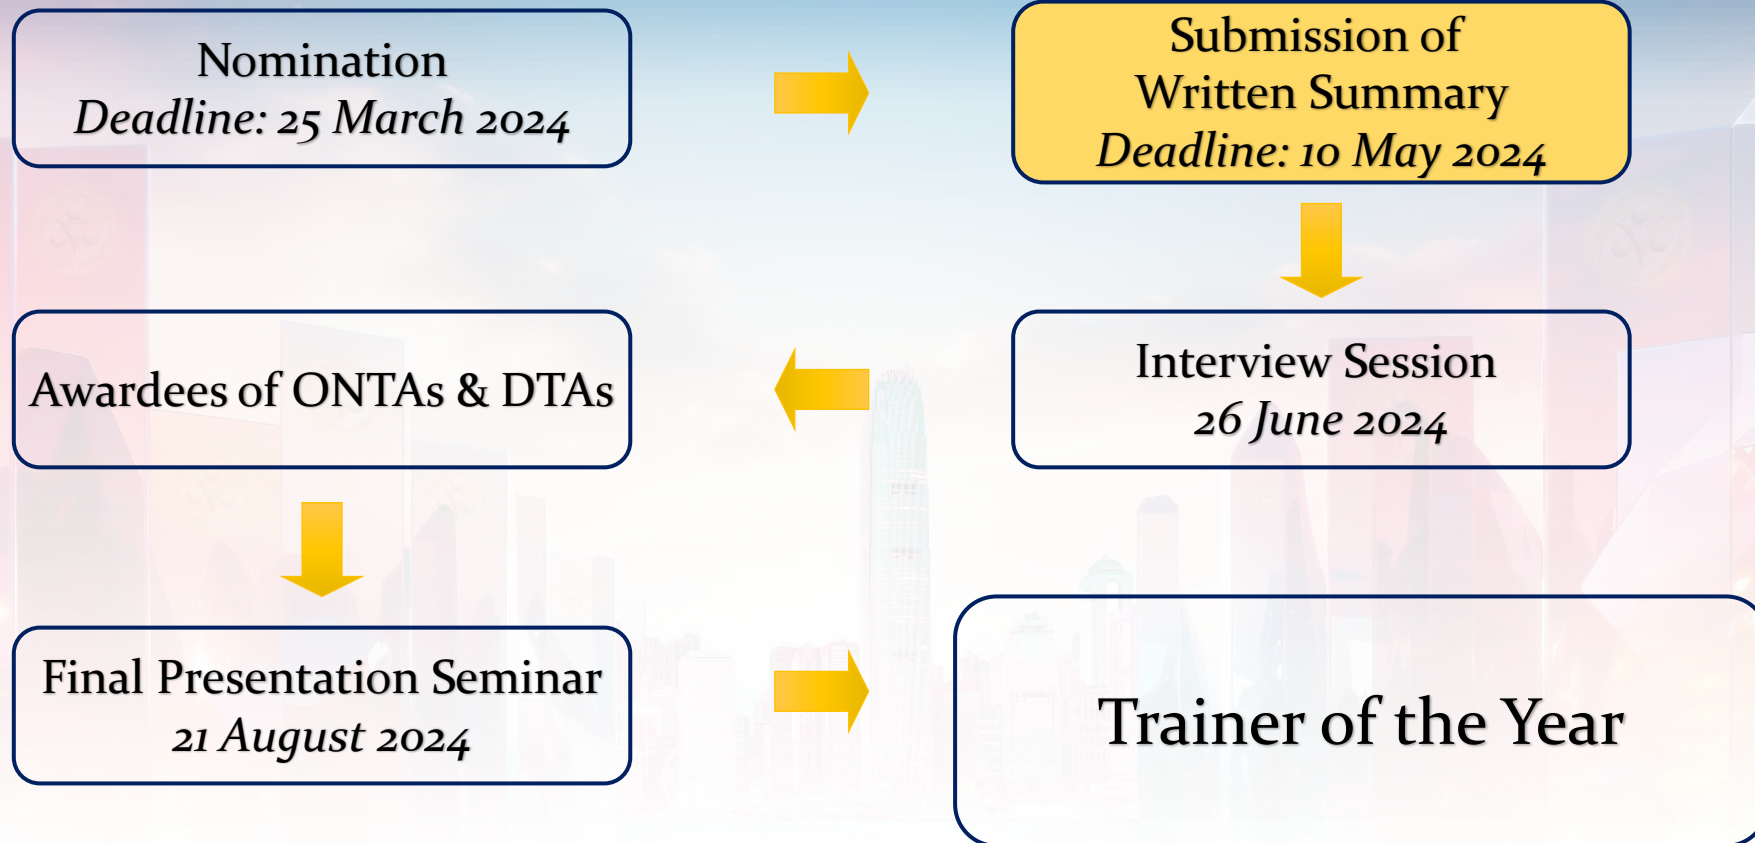 Nomination
Deadline: 25 March 2024
Submission of
Written Summary
Deadline: 10 May 2024
Interview Session
26 June 2024
Awardees of ONTAs & DTAs
Final Presentation Seminar
21 August 2024
Trainer of the Year